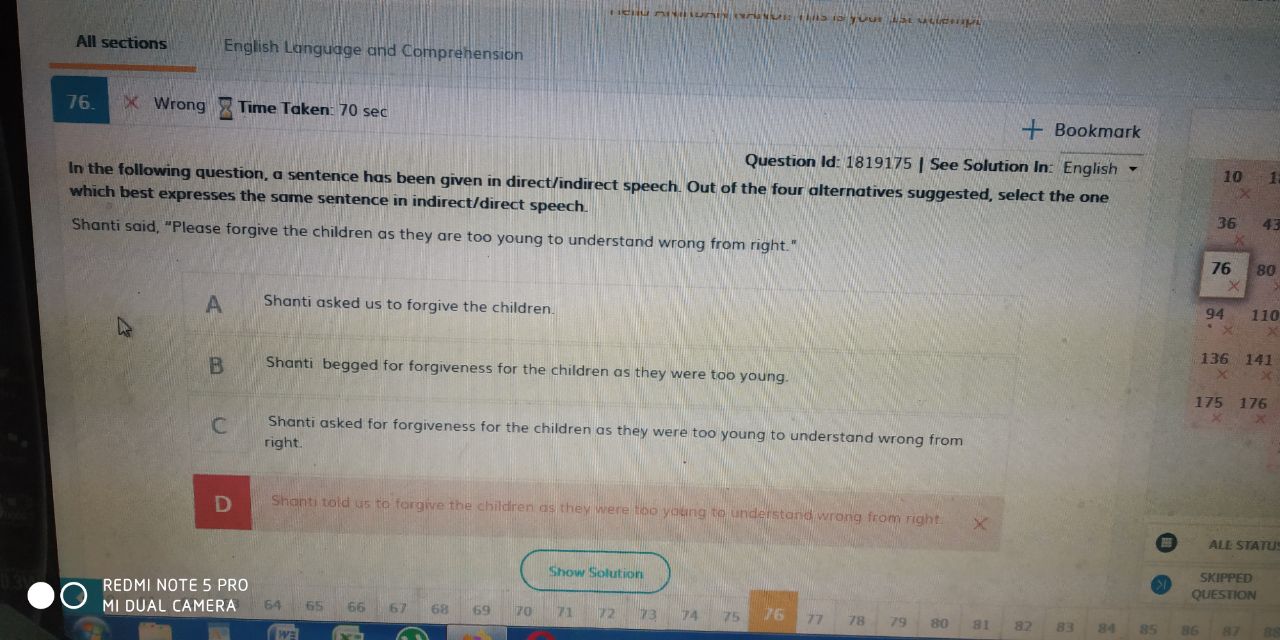 All sections
English Language and Comprehension
76.
Wrong
Time Taken: 70 sec
Bookmark
Question Id: 1819175 | See Solution In: English
In the following question, a sentence has been given in direct/indirect speech. Out of the four alternatives suggested, select the one
which best expresses the same sentence in indirect/direct speech.
Shanti said, "Please forgive the children as they are too young to understand wrong from right."
A Shanti asked us to forgive the children.
B Shanti begged for forgiveness for the children as they were too young.
C Shanti asked for forgiveness for the children as they were too young to understand wrong from
right.
D Shanti told us to forgive the children as they were too young to understand wrong from right.
Show Solution
10
36 43
76 80
94 110
136 141
175 176
ALL STATUS
SKIPPED
QUESTION
64 65 66 67 68 69 70 71 72 73 74 75 76 77 78 79 80 81 82 83 84 85 86 87
REDMI NOTE 5 PRO
MI DUAL CAMERA